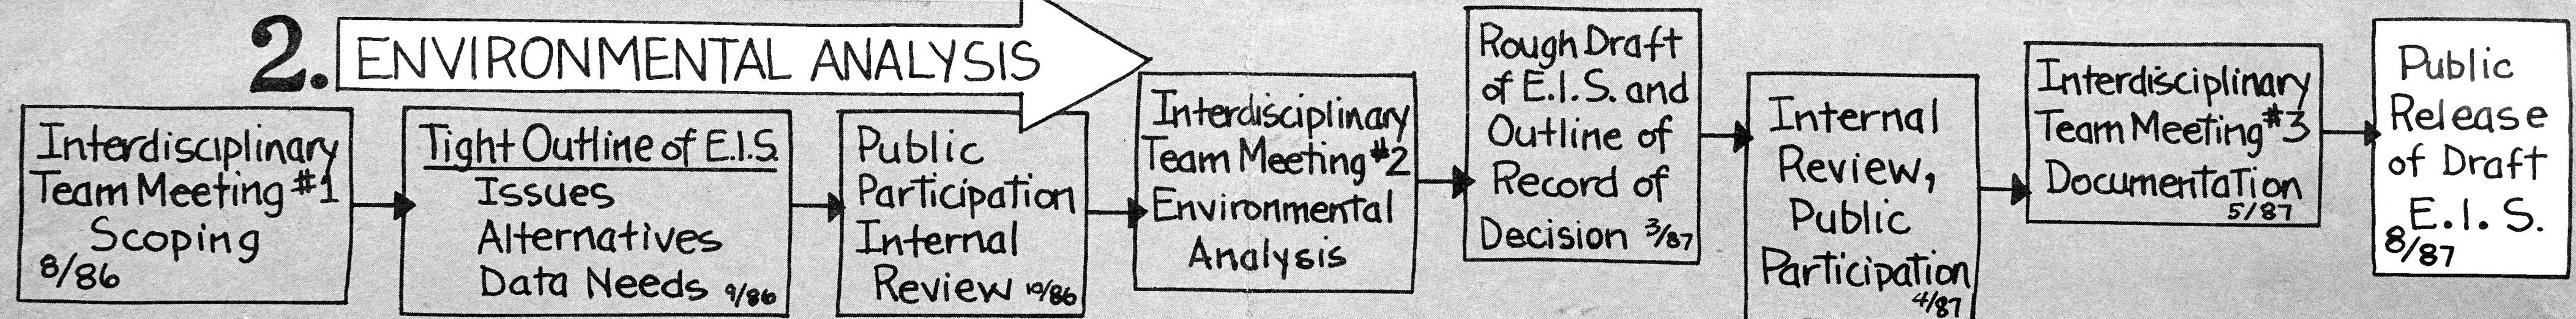 2. ENVIRONMENTAL ANALYSIS
Interdisciplinary
Team Meeting #1
Scoping
8/86
Tight Outline of E.I.S.
Issues
Alternatives
Data Needs 9/86
Public
Participation
Internal
Review 10/86
Interdisciplinary
Team Meeting #2
Environmental
Analysis
Rough Draft
of E.I.S. and
Outline of
Record of
Decision 3/87
Internal
Review,
Public
Participation
4/87
Interdisciplinary
Team Meeting #3
Documentation
5/87
Public
Release
of Draft
E.I.S.
8/87